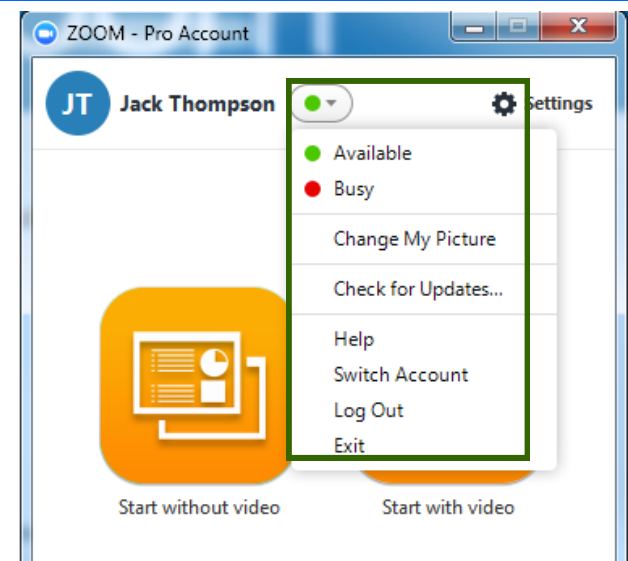 ZOOM - Pro Account
JT Jack Thompson Settings
Available
Busy
Change My Picture
Check for Updates...
Help
Switch Account
Log Out
Exit
Start without video Start with video